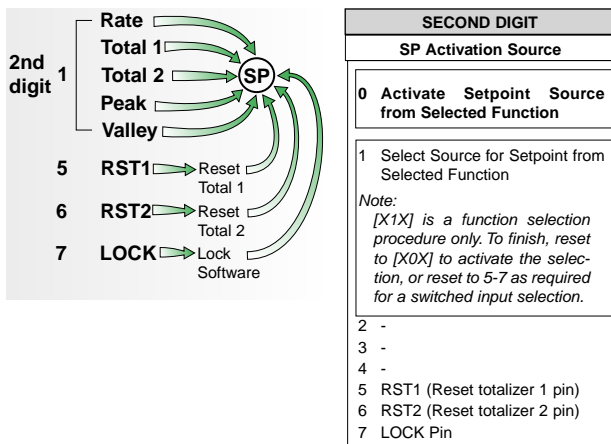 Rate
Total 1
2nd
digit 1
Total 2
SP
Peak
Valley
5 RST1 Reset
Total 1
6 RST2 Reset
Total 2
7 LOCK Lock
Software
SECOND DIGIT
SP Activation Source
0 Activate Setpoint Source
from Selected Function
1 Select Source for Setpoint from
Selected Function
Note:
[X1X] is a function selection
procedure only. To finish, reset
to [X0X] to activate the selec-
tion, or reset to 5-7 as required
for a switched input selection.
2 -
3 -
4 -
5 RST1 (Reset totalizer 1 pin)
6 RST2 (Reset totalizer 2 pin)
7 LOCK Pin